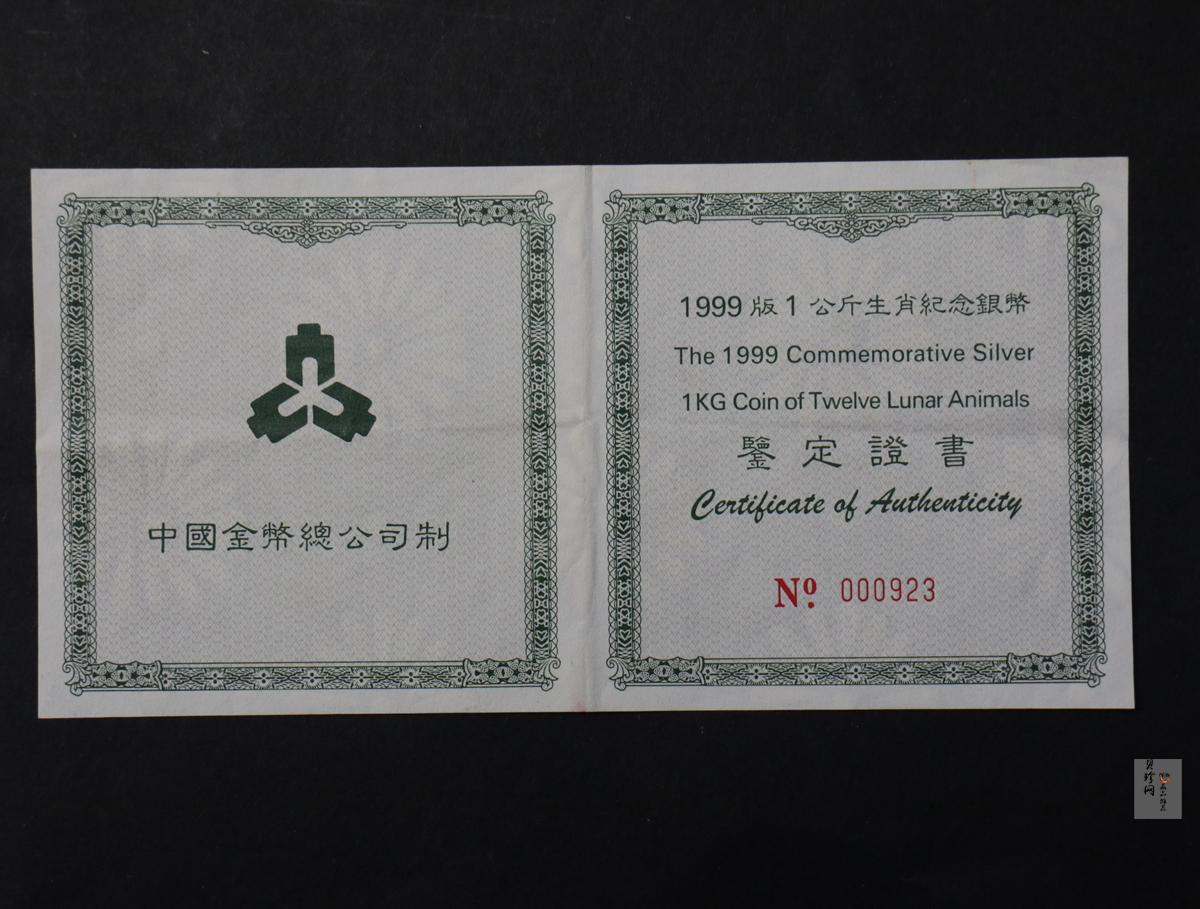 中國金幣總公司制
1999 版 1 公斤生肖紀念銀幣
The 1999 Commemorative Silver
1KG Coin of Twelve Lunar Animals
鑒定證書
Certificate of Authenticity
Nº 000923